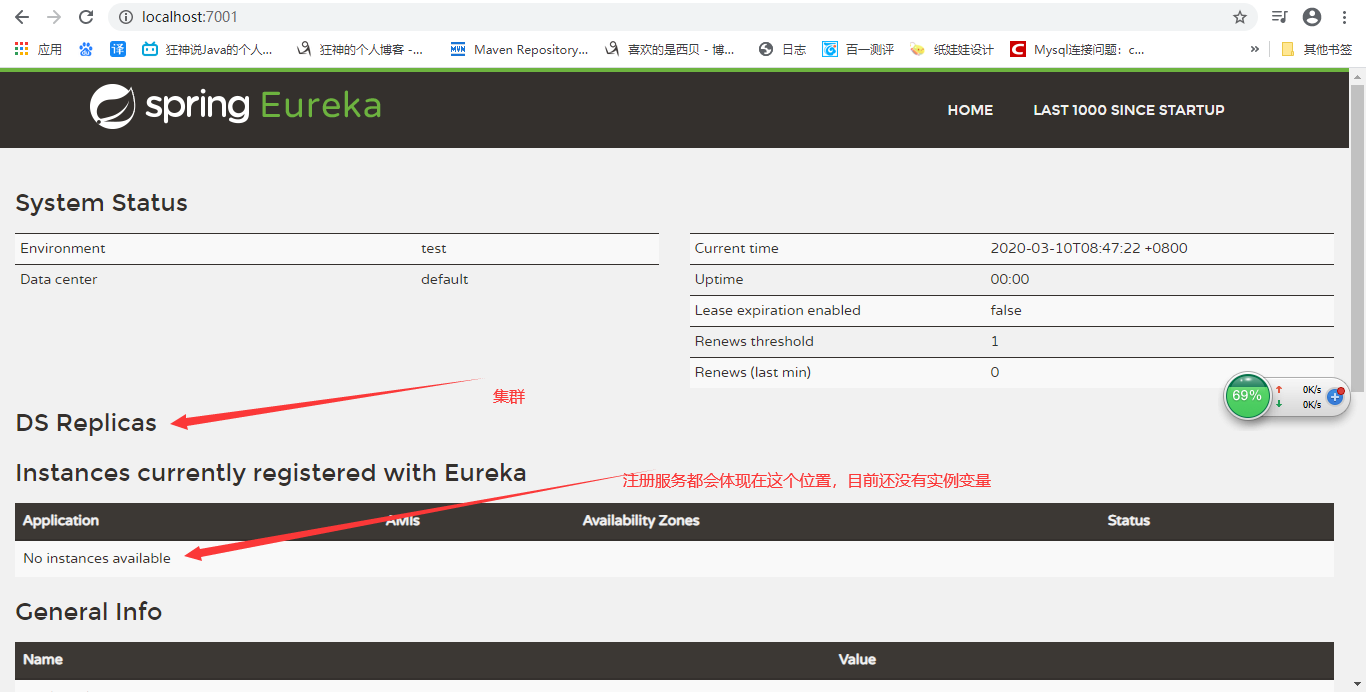 localhost:7001
应用 译 狂神说Java的个人... 狂神的个人博客 -... MVN Maven Repository:... 喜欢的是西贝 - 博... 日志 百一测评 纸娃娃设计 C Mysql连接问题：c... » 其他书签
spring Eureka
HOME LAST 1000 SINCE STARTUP
System Status
Environment test
Data center default
Current time 2020-03-10T08:47:22 +0800
Uptime 00:00
Lease expiration enabled false
Renews threshold 1
Renews (last min) 0
69% 0K/s
0K/s
集群
DS Replicas
Instances currently registered with Eureka
注册服务都会体现在这个位置，目前还没有实例变量
Application AMIs Availability Zones Status
No instances available
General Info
Name Value